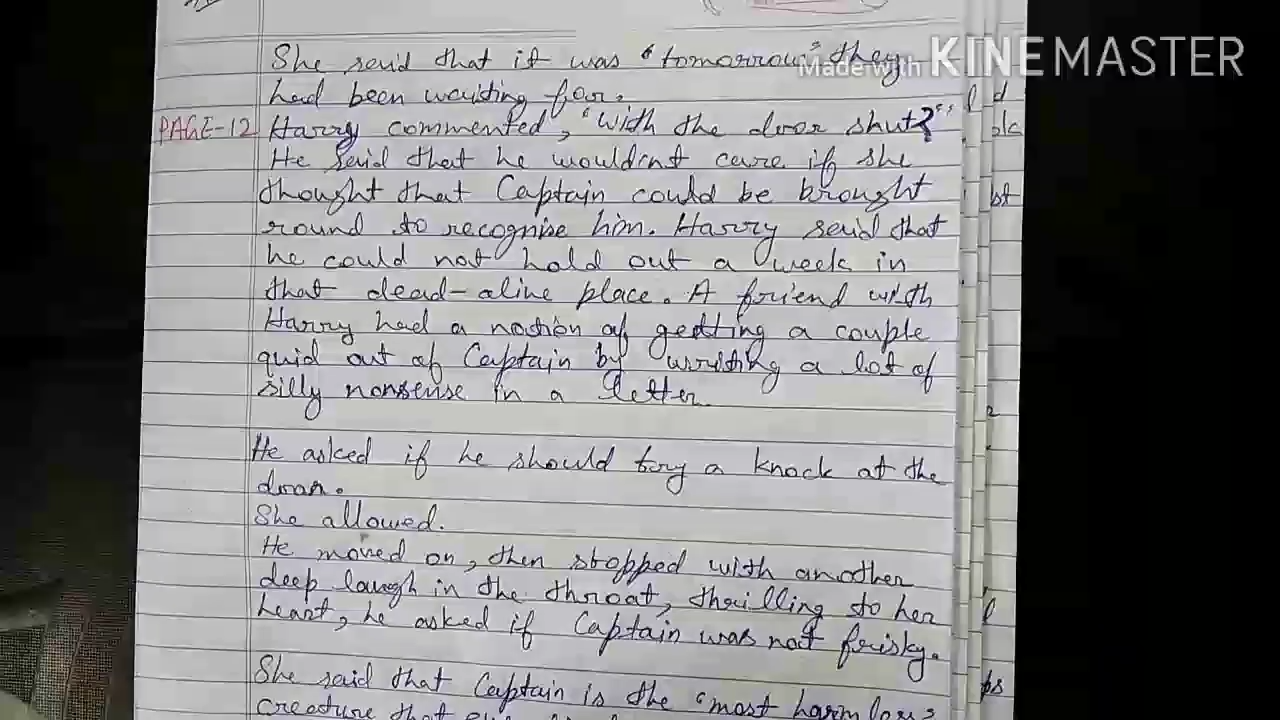 She said that it was "tomorrow" they
Made with KINEMASTER
had been waiting for.
PAGE-12 Harry commented, "with the door shut?"
He said that he wouldnt care if she
thought that Captain could be brought
round to recognise him. Harry said that
he could not hold out a week in
that dead-alive place. A friend with
Harry had a notion of getting a couple
quid out of Captain by writing a lot of
silly nonsense in a letter
He asked if he should try a knock at the
door.
She allowed.
He moved on, then stopped with another
deep laugh in the throat, thrilling to her
heart, he asked if Captain was not frisky.
She said that Captain is the "most harmless
creature that